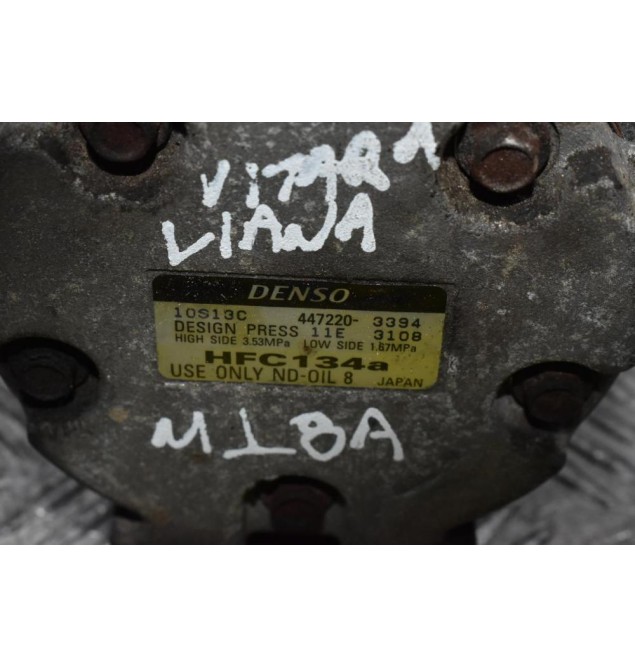 VITARA
LIANA
DENSO
10S13C 447220- 3394
DESIGN PRESS 11E 3108
HIGH SIDE 3.53MPa LOW SIDE 1.67MPa
HFC134a
USE ONLY ND-OIL 8 JAPAN
M18A